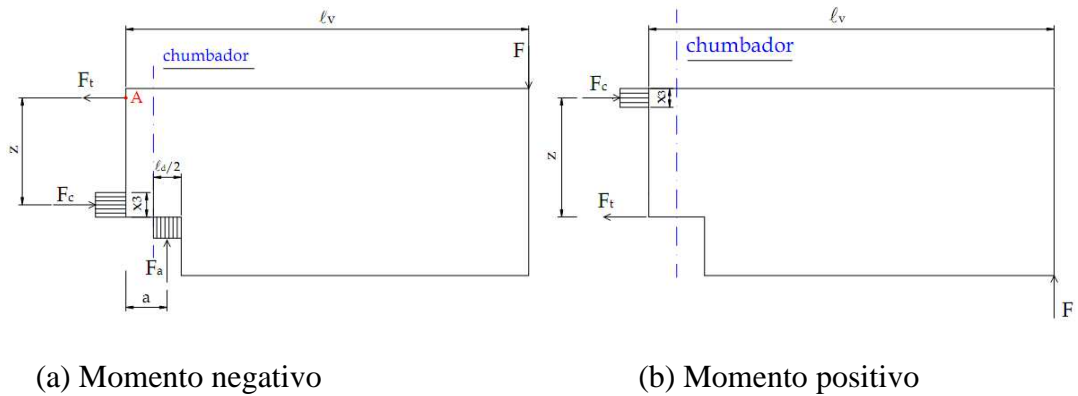 ℓv
chumbador
F
Ft
A
z
ℓd/2
Fc
x3
Fa
a
(a) Momento negativo
ℓv
chumbador
Fc
x3
z
Ft
F
(b) Momento positivo